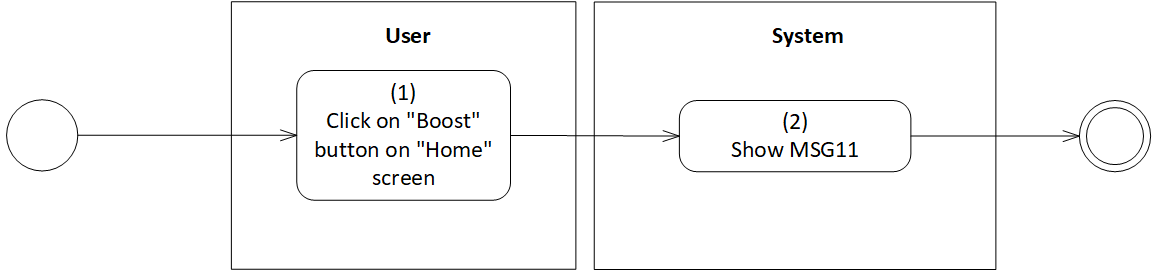 User
(1)
Click on "Boost"
button on "Home"
screen
System
(2)
Show MSG11